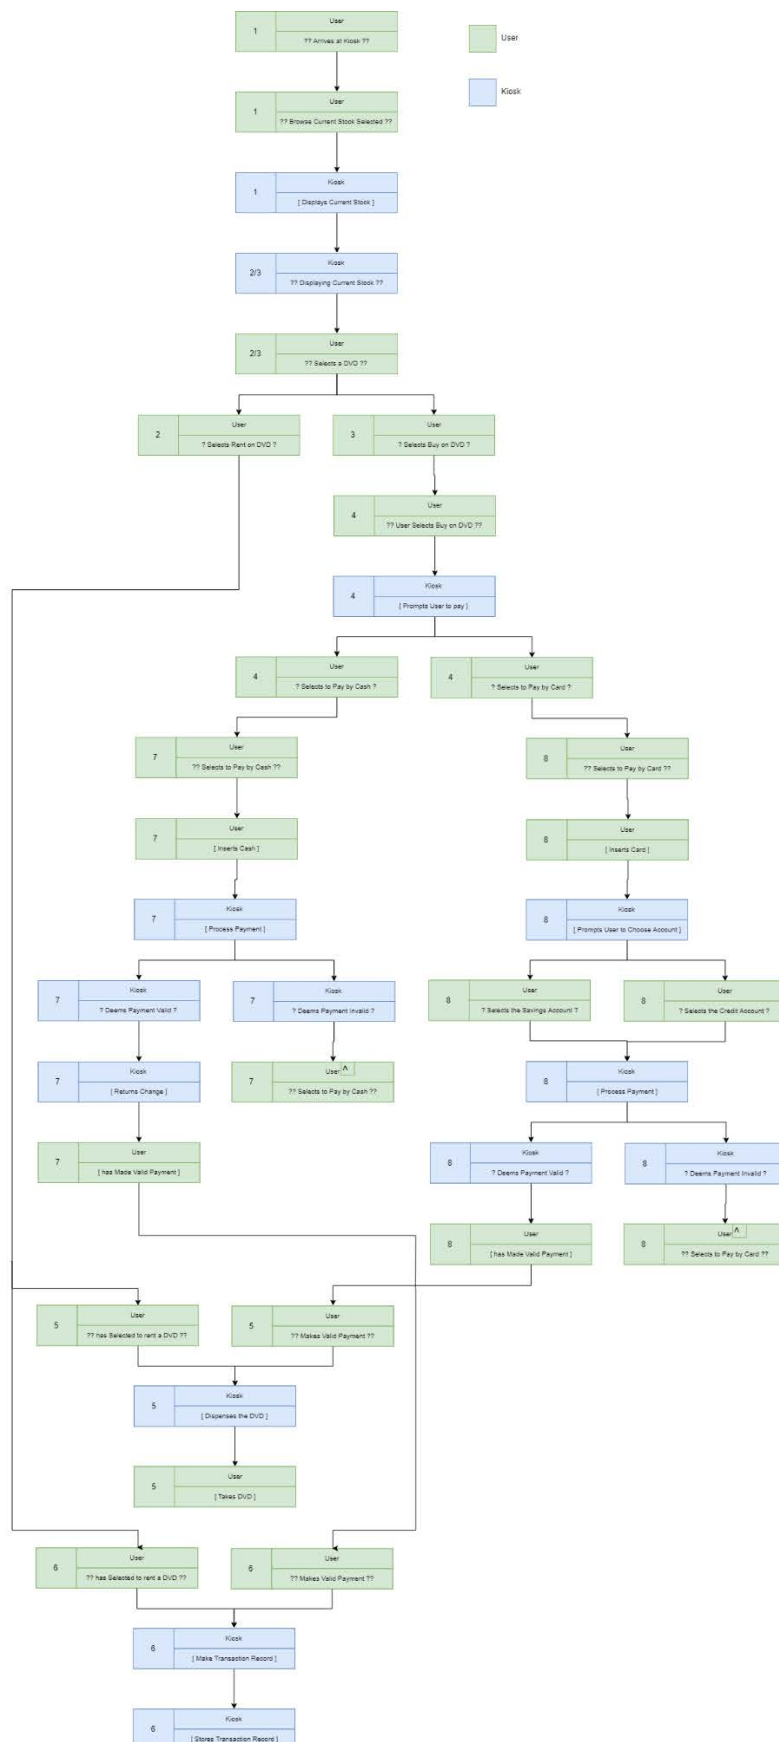 1
User
?? Arrives at Kiosk ??
User
1
User
?? Browse Current Stock Selected ??
Kiosk
1
Kiosk
[ Displays Current Stock ]
2/3
Kiosk
?? Displaying Current Stock ??
2/3
User
?? Selects a DVD ??
2
User
? Selects Rent on DVD ?
3
User
? Selects Buy on DVD ?
4
User
?? User Selects Buy on DVD ??
4
Kiosk
[ Prompts User to pay ]
4
User
? Selects to Pay by Cash ?
4
User
? Selects to Pay by Card ?
7
User
?? Selects to Pay by Cash ??
8
User
?? Selects to Pay by Card ??
7
User
[ Inserts Cash ]
8
User
[ Inserts Card ]
7
Kiosk
[ Process Payment ]
8
Kiosk
[ Prompts User to Choose Account ]
7
Kiosk
? Deems Payment Valid ?
7
Kiosk
? Deems Payment Invalid ?
8
User
? Selects the Savings Account ?
8
User
? Selects the Credit Account ?
7
Kiosk
[ Returns Change ]
7
User ^
?? Selects to Pay by Cash ??
8
Kiosk
[ Process Payment ]
7
User
[ has Made Valid Payment ]
8
Kiosk
? Deems Payment Valid ?
8
Kiosk
? Deems Payment Invalid ?
8
User
[ has Made Valid Payment ]
8
User ^
?? Selects to Pay by Card ??
5
User
?? has Selected to rent a DVD ??
5
User
?? Makes Valid Payment ??
5
Kiosk
[ Dispenses the DVD ]
5
User
[ Takes DVD ]
6
User
?? has Selected to rent a DVD ??
6
User
?? Makes Valid Payment ??
6
Kiosk
[ Make Transaction Record ]
6
Kiosk
[ Stores Transaction Record ]